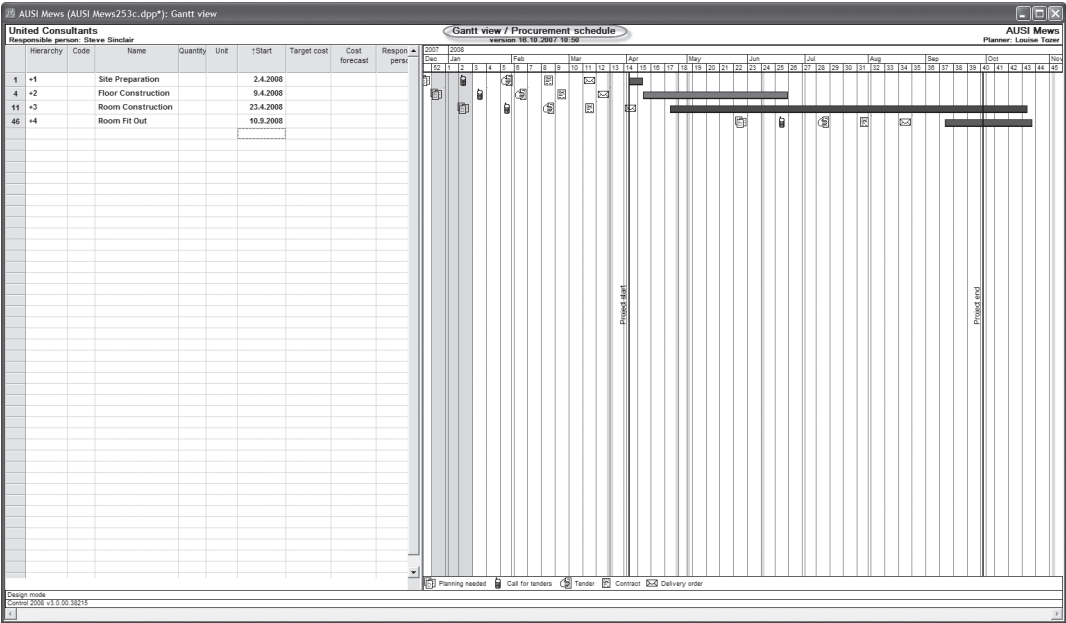 AUSI Mews (AUSI Mews253c.dpp*): Gantt view
United Consultants
Responsible person: Steve Sinclair
Gantt view / Procurement schedule
version 16.10.2007 10:50
AUSI Mews
Planner: Louise Tozer
Hierarchy Code Name Quantity Unit ↑Start Target cost Cost forecast Respon perso
2007 2008
Dec Jan Feb Mar Apr May Jun Jul Aug Sep Oct Nov
52 1 2 3 4 5 6 7 8 9 10 11 12 13 14 15 16 17 18 19 20 21 22 23 24 25 26 27 28 29 30 31 32 33 34 35 36 37 38 39 40 41 42 43 44 45
1 +1 Site Preparation 2.4.2008
4 +2 Floor Construction 9.4.2008
11 +3 Room Construction 23.4.2008
46 +4 Room Fit Out 10.9.2008
Project start
Project end
Planning needed Call for tenders Tender Contract Delivery order
Design mode
Control 2008 v3.0.00.38215